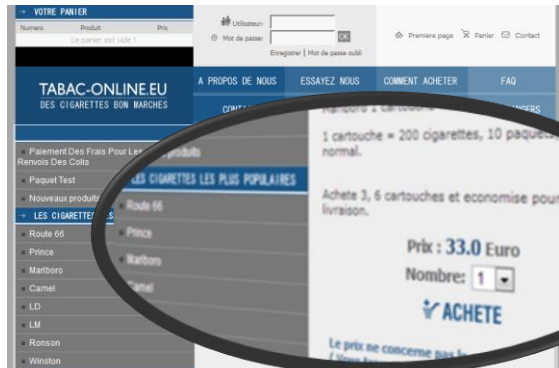 → VOTRE PANIER
Numero Produit Prix
Le panier est vide !
Utilisateur:
Mot de passe:
OK
Enregistrer | Mot de passe oubli
Premiere page Panier Contact
TABAC-ONLINE.EU
DES CIGARETTES BON MARCHES
A PROPOS DE NOUS ESSAYEZ NOUS COMMENT ACHETER FAQ
Paiement Des Frais Pour Les
Renvois Des Colis
Paquet Test
Nouveaux produits
→ LES CIGARETTES
Route 66
Prince
Marlboro
Camel
LD
LM
Ronson
Winston
produits
LES CIGARETTES LES PLUS POPULAIRES
Route 66
Prince
Marlboro
Camel
Marlboro 1 cartouche
1 cartouche = 200 cigarettes, 10 paquets,
normal.
Achete 3, 6 cartouches et economise pour
livraison.
Prix : 33.0 Euro
Nombre: 1
ACHETE
Le prix ne concerne pas